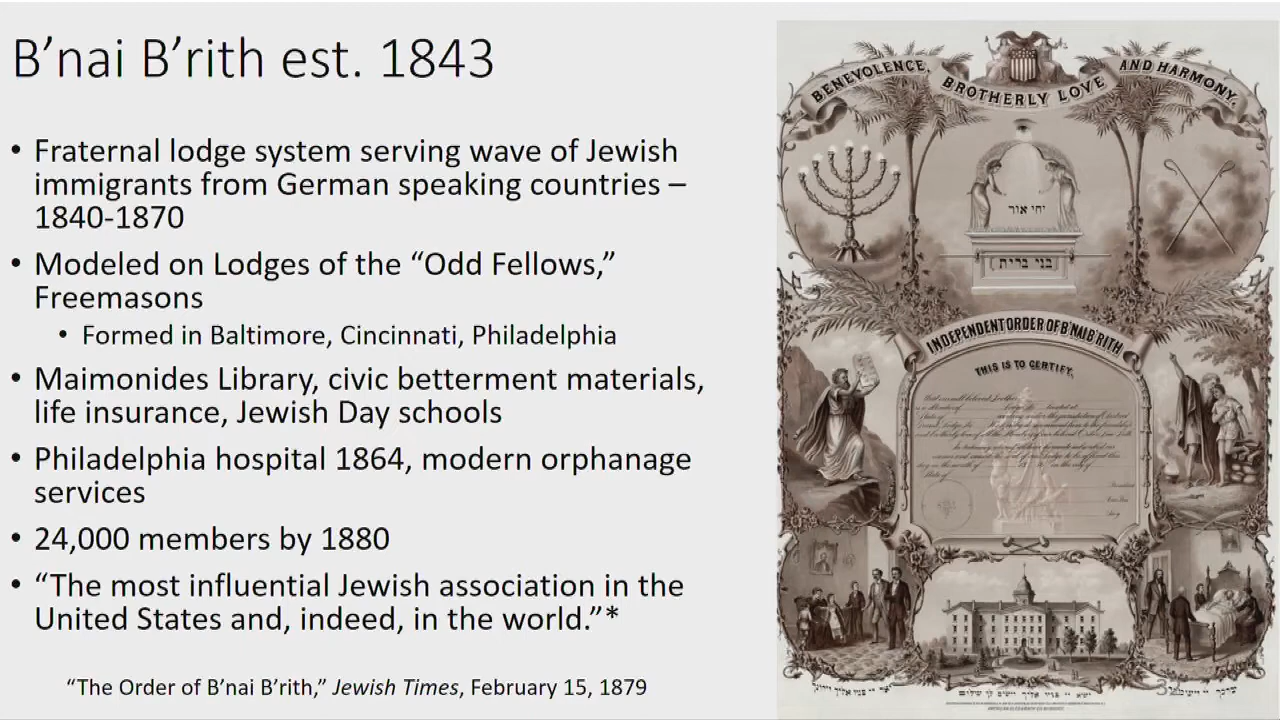 B’nai B’rith est. 1843
• Fraternal lodge system serving wave of Jewish
immigrants from German speaking countries –
1840-1870
• Modeled on Lodges of the “Odd Fellows,”
Freemasons
• Formed in Baltimore, Cincinnati, Philadelphia
• Maimonides Library, civic betterment materials,
life insurance, Jewish Day schools
• Philadelphia hospital 1864, modern orphanage
services
• 24,000 members by 1880
• “The most influential Jewish association in the
United States and, indeed, in the world.”*
“The Order of B’nai B’rith,” Jewish Times, February 15, 1879
BENEVOLENCE, BROTHERLY LOVE AND HARMONY.
יחי אור
בני ברית
INDEPENDENT ORDER OF B'NAI B'RITH
THIS IS TO CERTIFY,